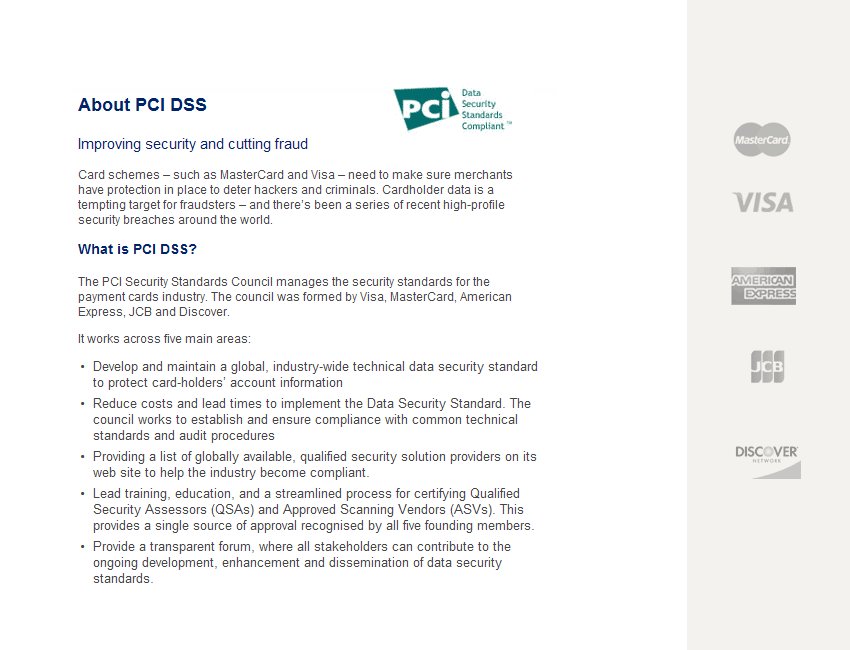 About PCI DSS
PCI
Data
Security
Standards
Compliant ™
Improving security and cutting fraud
Card schemes – such as MasterCard and Visa – need to make sure merchants
have protection in place to deter hackers and criminals. Cardholder data is a
tempting target for fraudsters – and there's been a series of recent high-profile
security breaches around the world.
What is PCI DSS?
The PCI Security Standards Council manages the security standards for the
payment cards industry. The council was formed by Visa, MasterCard, American
Express, JCB and Discover.
It works across five main areas:
• Develop and maintain a global, industry-wide technical data security standard
to protect card-holders' account information
• Reduce costs and lead times to implement the Data Security Standard. The
council works to establish and ensure compliance with common technical
standards and audit procedures
• Providing a list of globally available, qualified security solution providers on its
web site to help the industry become compliant.
• Lead training, education, and a streamlined process for certifying Qualified
Security Assessors (QSAs) and Approved Scanning Vendors (ASVs). This
provides a single source of approval recognised by all five founding members.
• Provide a transparent forum, where all stakeholders can contribute to the
ongoing development, enhancement and dissemination of data security
standards.
MasterCard
VISA
AMERICAN
EXPRESS
JCB
DISCOVER
NETWORK